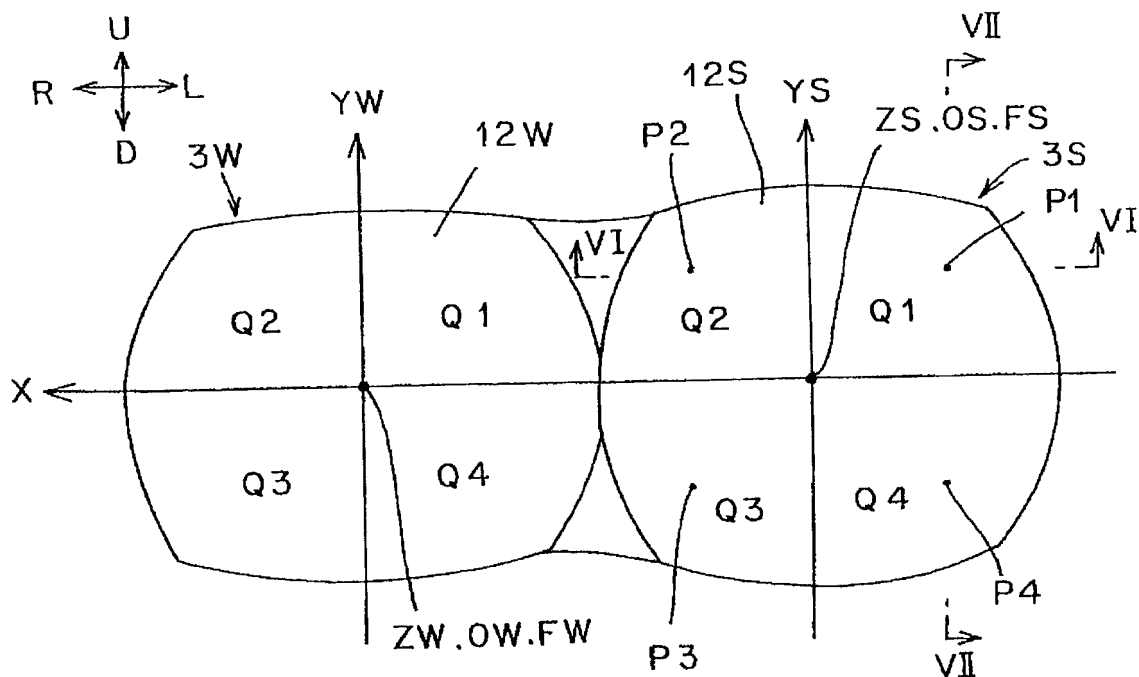 U
VII
R L
12S
YW YS
ZS.OS.FS
D
12W
P2
3W
3S
P1
VI VI
Q2 Q1 Q2 Q1
X
Q3 Q4 Q3 Q4
P4
ZW.OW.FW
P3
VII